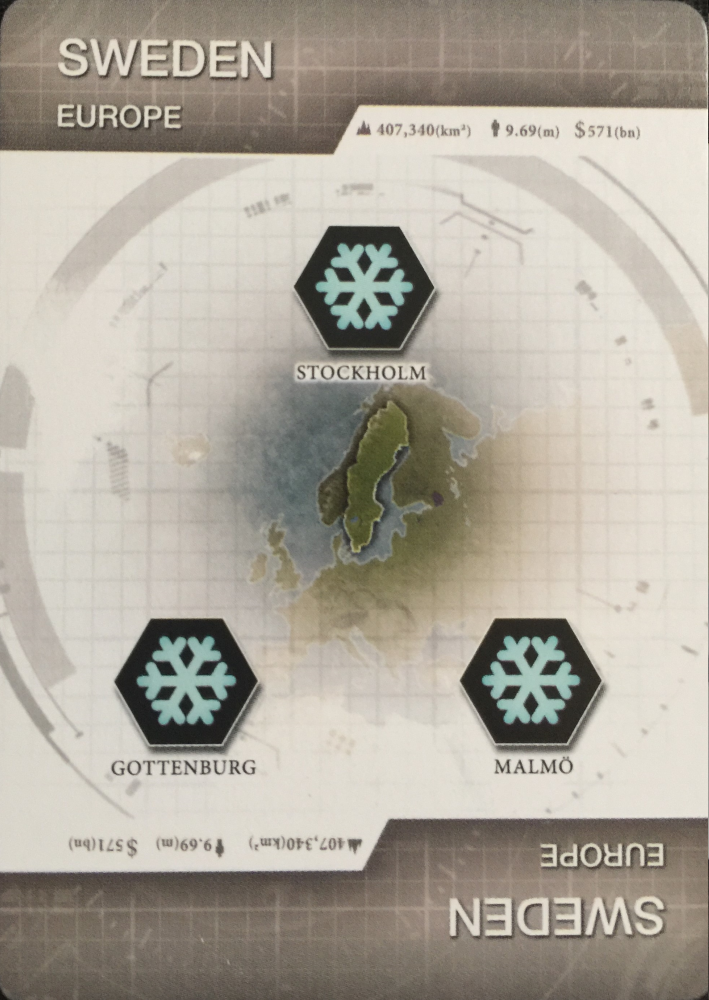 SWEDEN
EUROPE
407,340(km²) 9.69(m) $571(bn)
STOCKHOLM
GOTTENBURG
MALMÖ
407,340(km²) 9.69(m) $571(bn)
EUROPE
SWEDEN